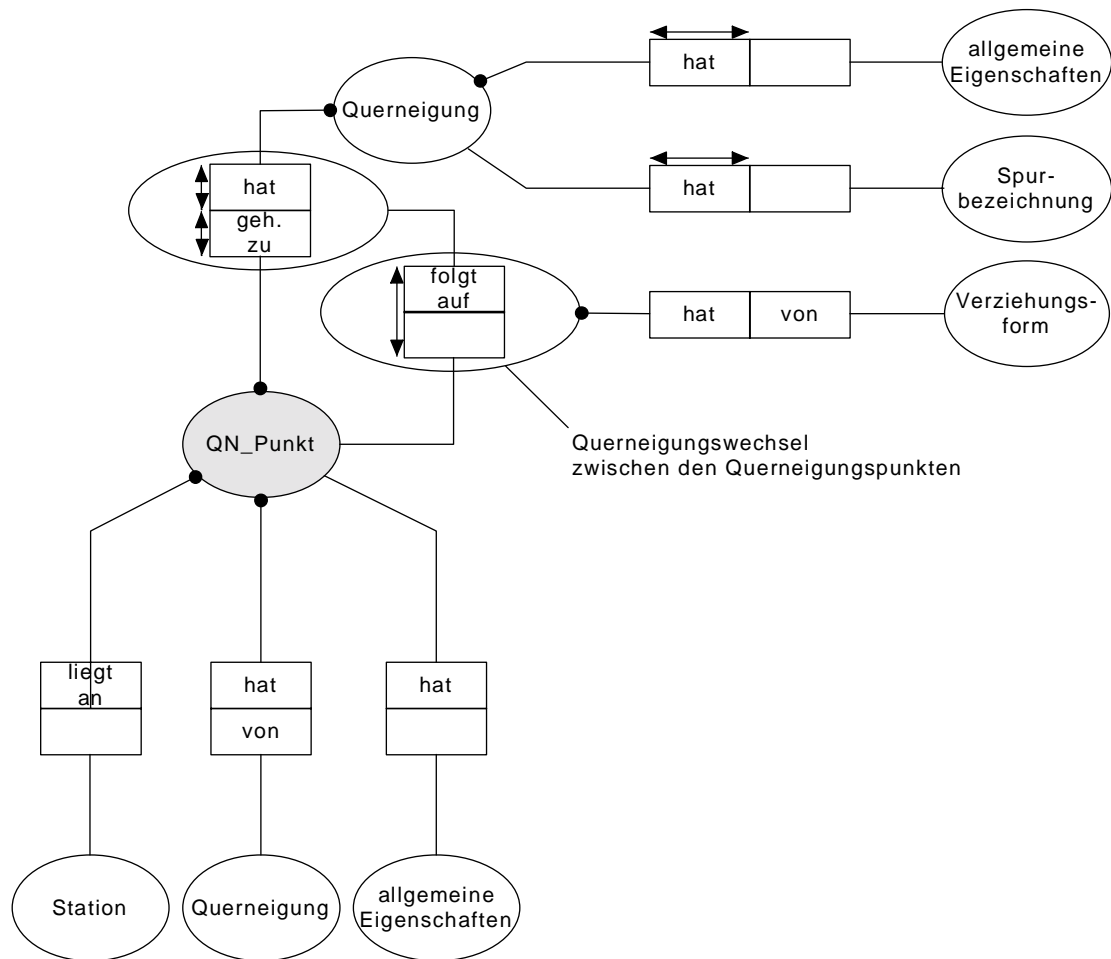 hat
allgemeine
Eigenschaften
Querneigung
hat
geh.
zu
hat
Spur-
bezeichnung
folgt
auf
hat
von
Verziehungs-
form
QN_Punkt
Querneigungswechsel
zwischen den Querneigungspunkten
liegt
an
hat
von
hat
Station
Querneigung
allgemeine
Eigenschaften